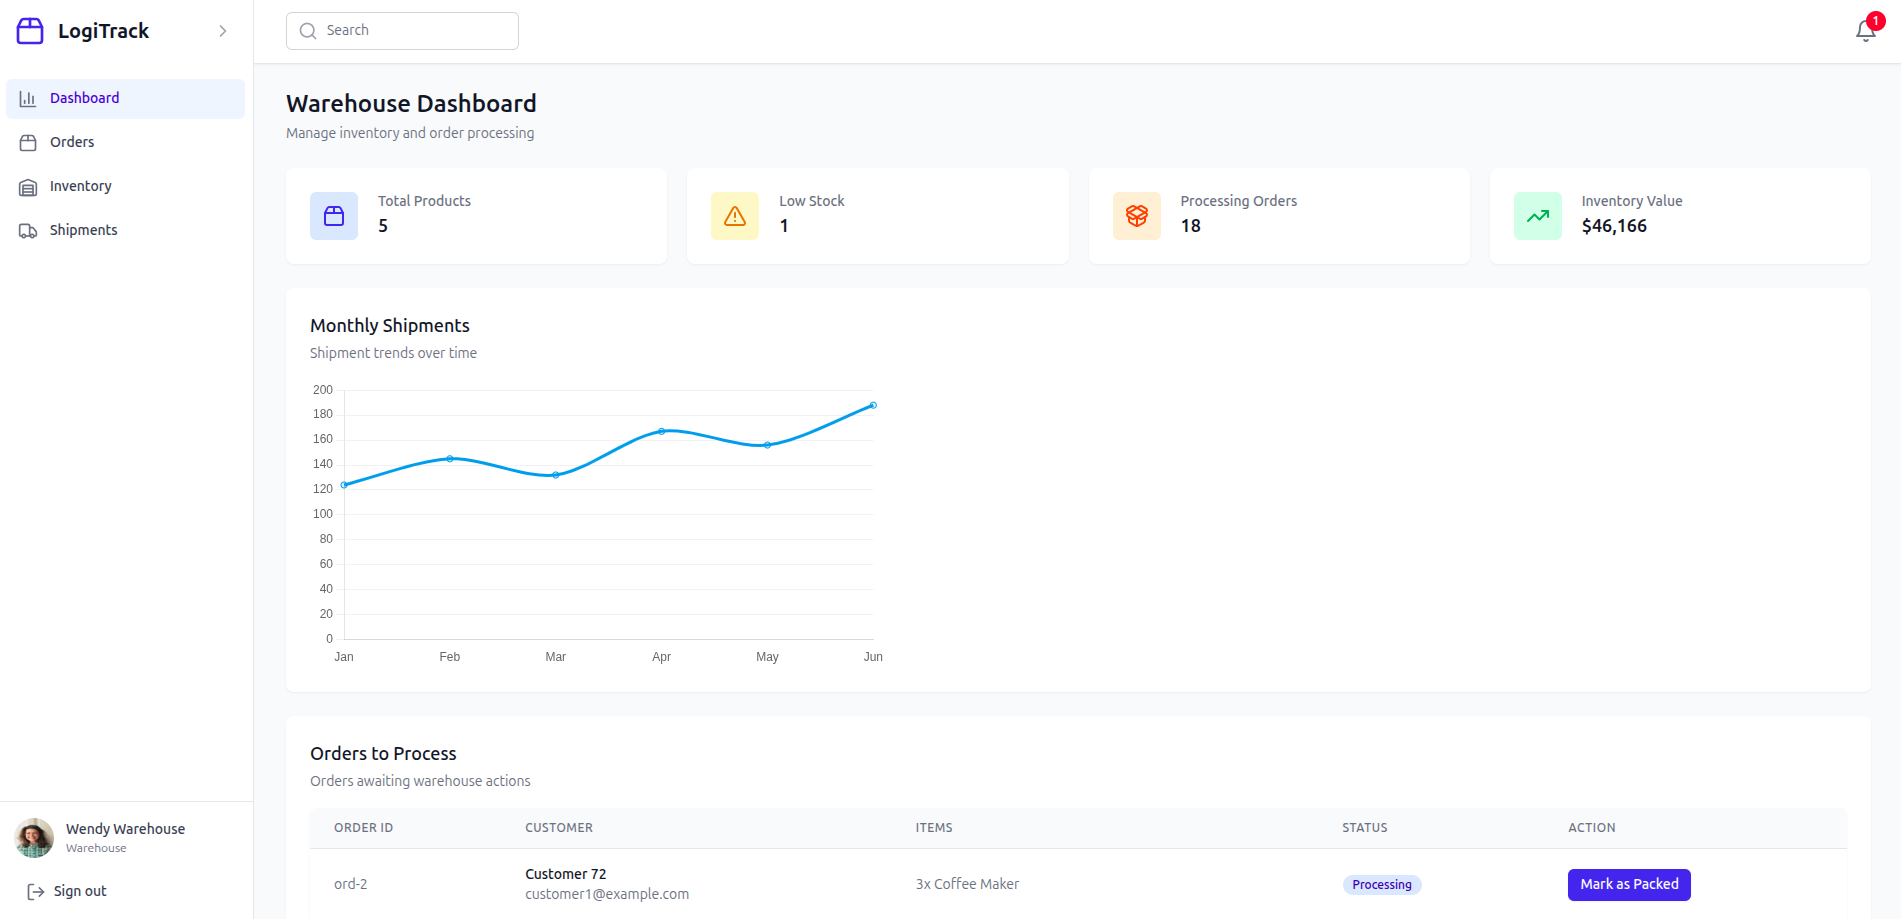 LogiTrack
Search
1
Dashboard
Orders
Inventory
Shipments
Warehouse Dashboard
Manage inventory and order processing
Total Products
5
Low Stock
1
Processing Orders
18
Inventory Value
$46,166
Monthly Shipments
Shipment trends over time
200
180
160
140
120
100
80
60
40
20
0
Jan Feb Mar Apr May Jun
Orders to Process
Orders awaiting warehouse actions
ORDER ID CUSTOMER ITEMS STATUS ACTION
ord-2 Customer 72 3x Coffee Maker Processing Mark as Packed
customer1@example.com
Wendy Warehouse
Warehouse
Sign out